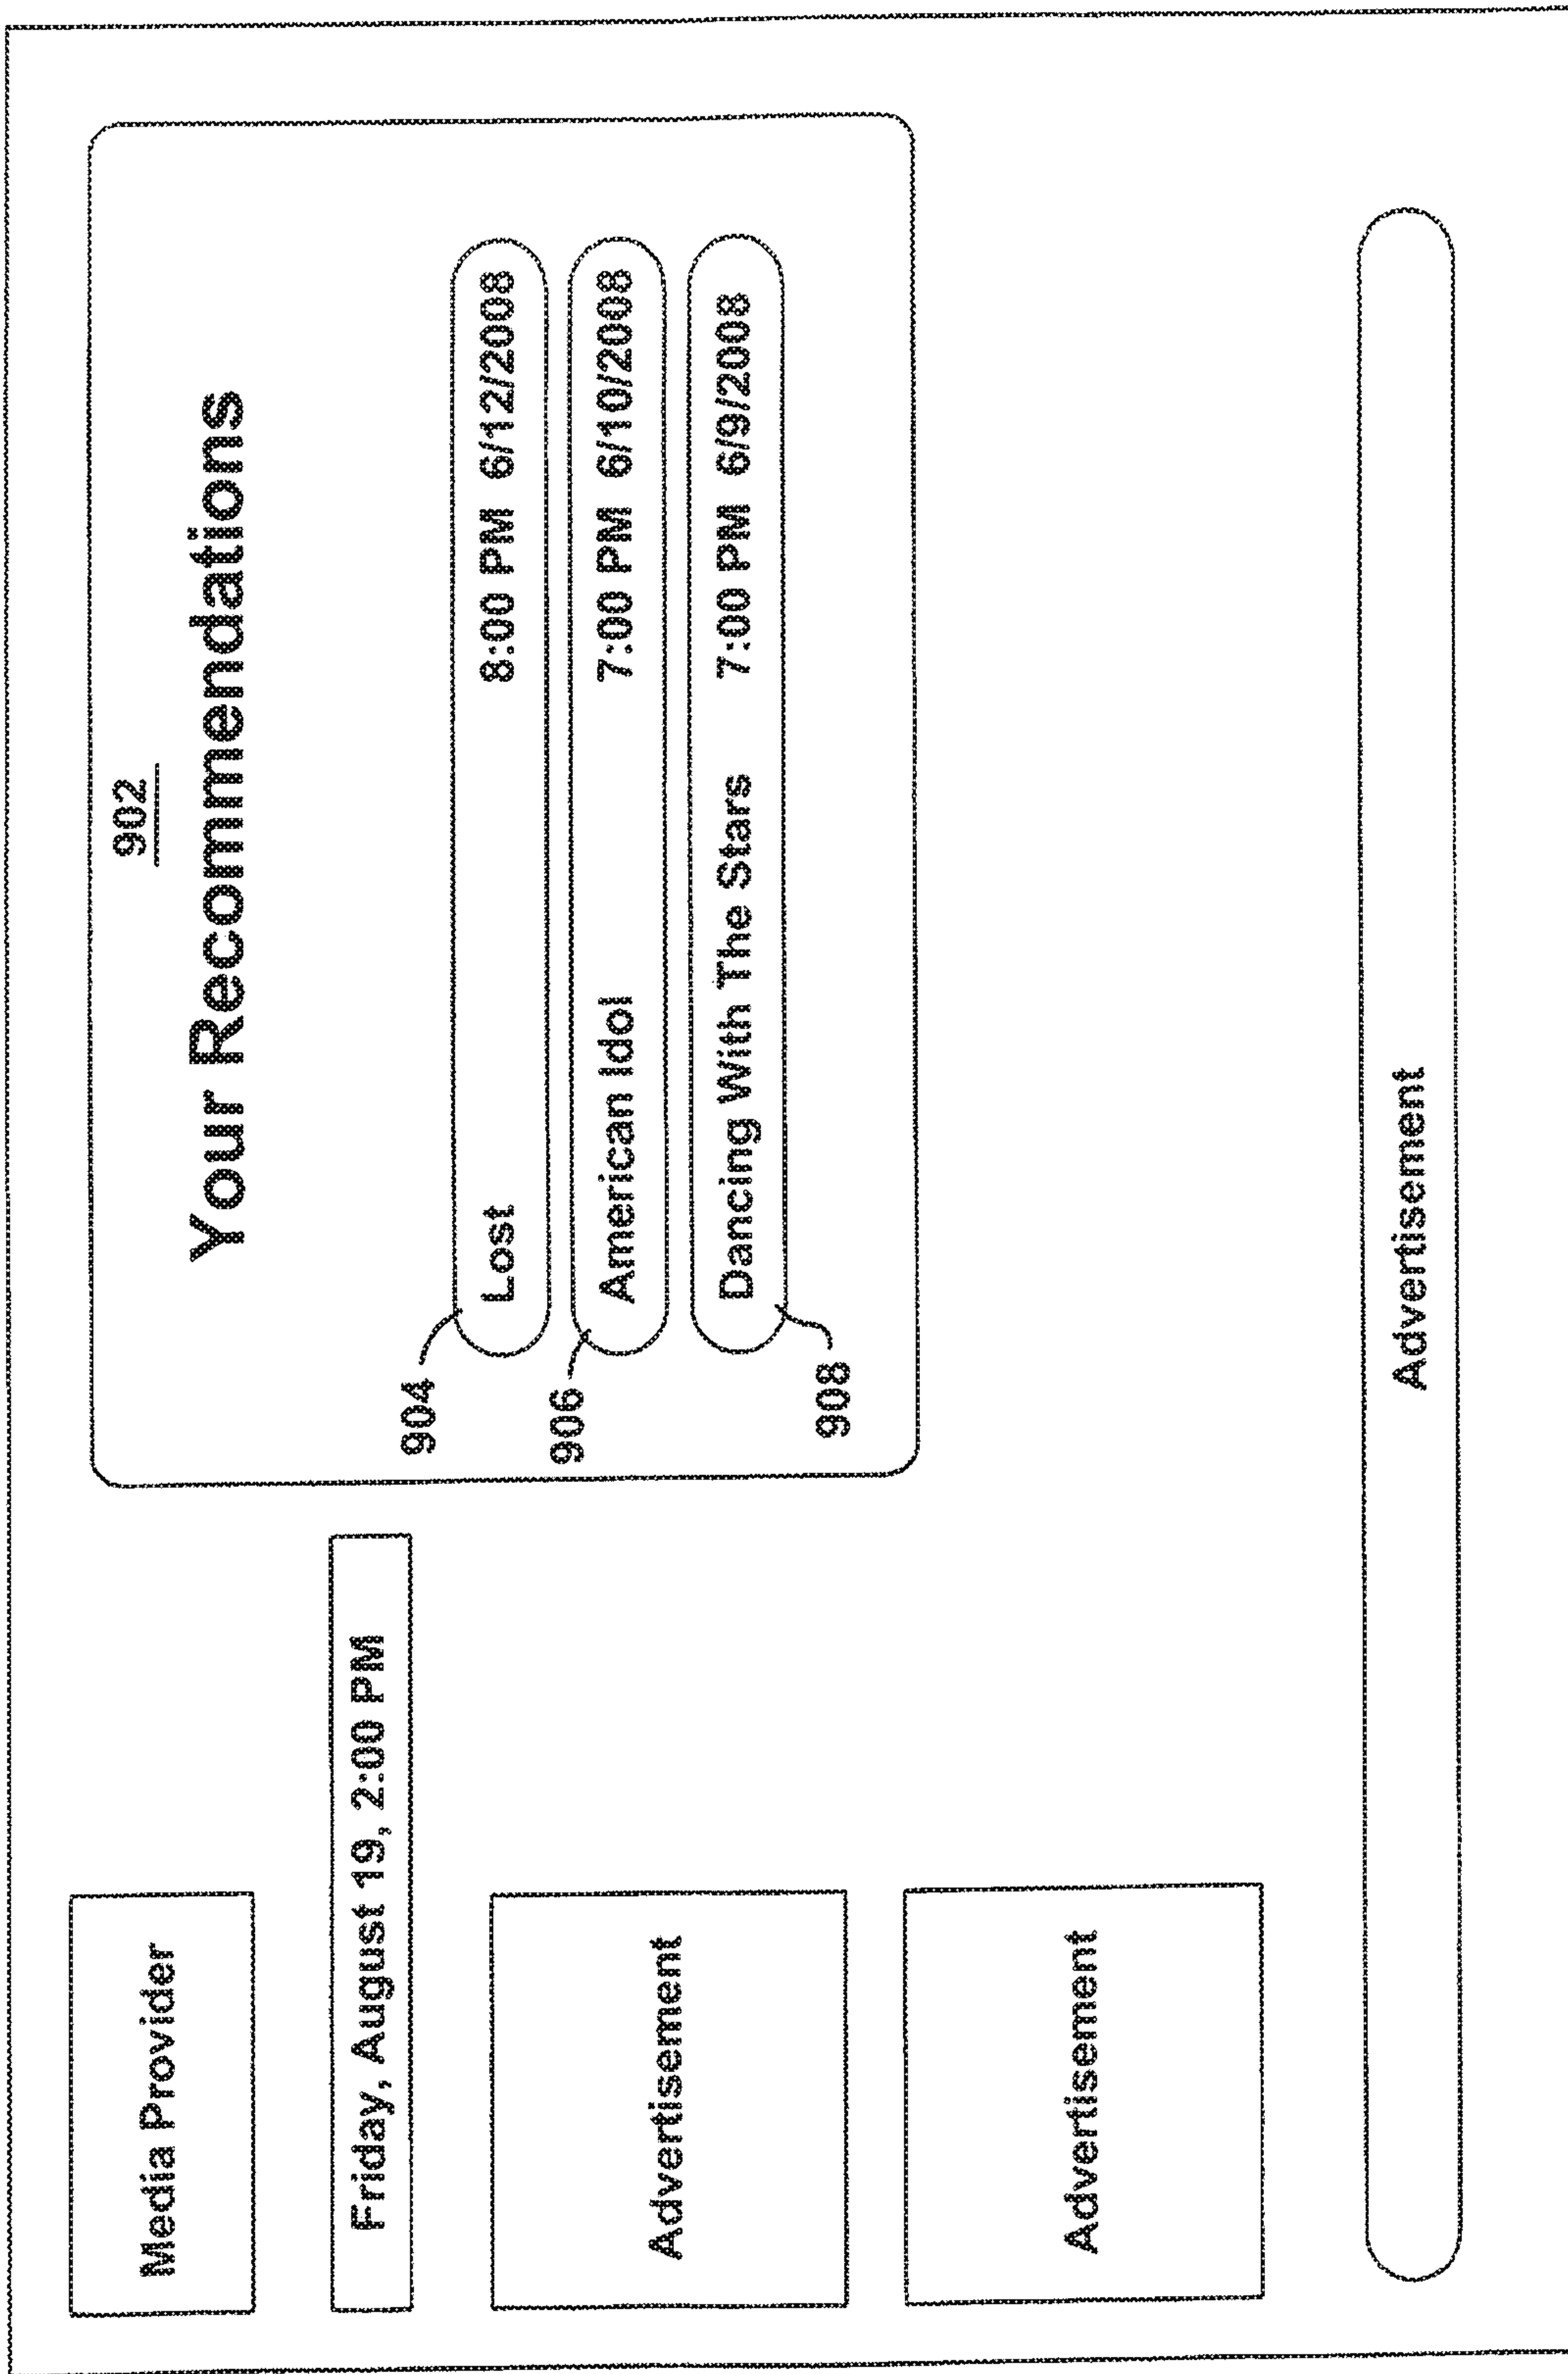 Media Provider
Friday, August 19, 2:00 PM
Advertisement
Advertisement
902
Your Recommendations
904
Lost 8:00 PM 6/12/2008
906
American Idol 7:00 PM 6/10/2008
Dancing With The Stars 7:00 PM 6/9/2008
908
Advertisement